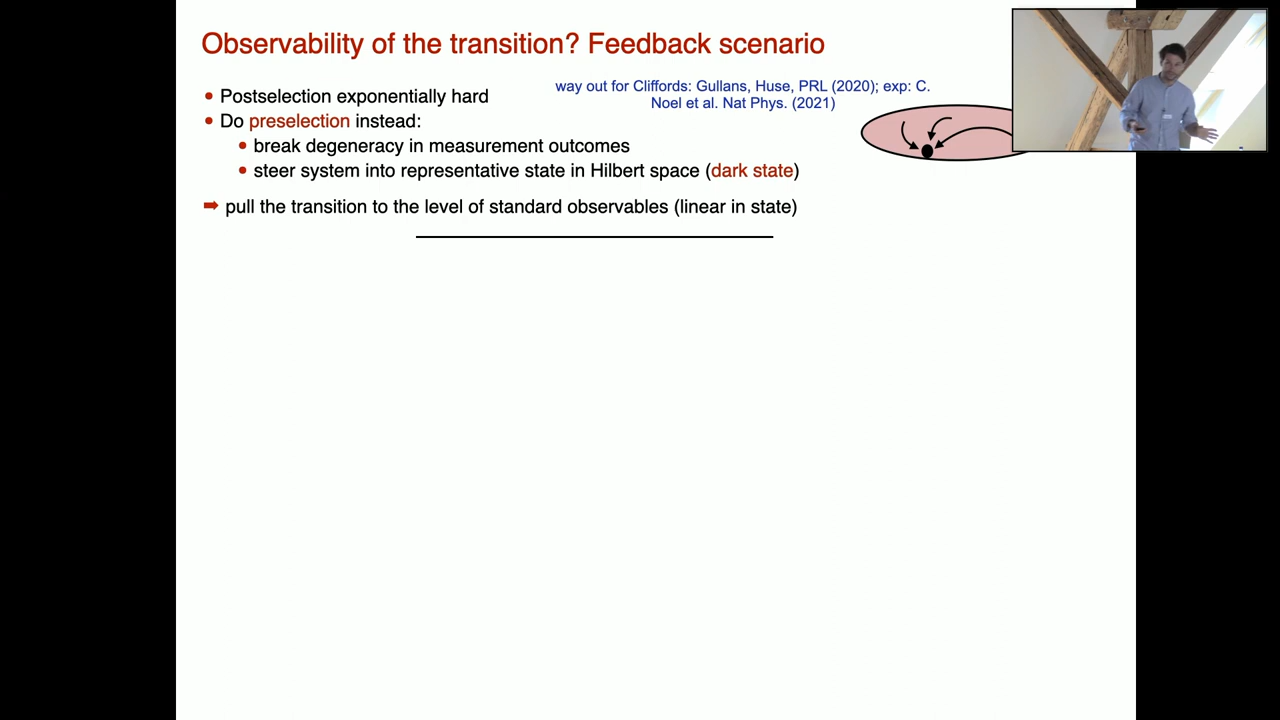 Observability of the transition? Feedback scenario
• Postselection exponentially hard
way out for Cliffords: Gullans, Huse, PRL (2020); exp: C.
Noel et al. Nat Phys. (2021)
• Do preselection instead:
• break degeneracy in measurement outcomes
• steer system into representative state in Hilbert space (dark state)
➡ pull the transition to the level of standard observables (linear in state)